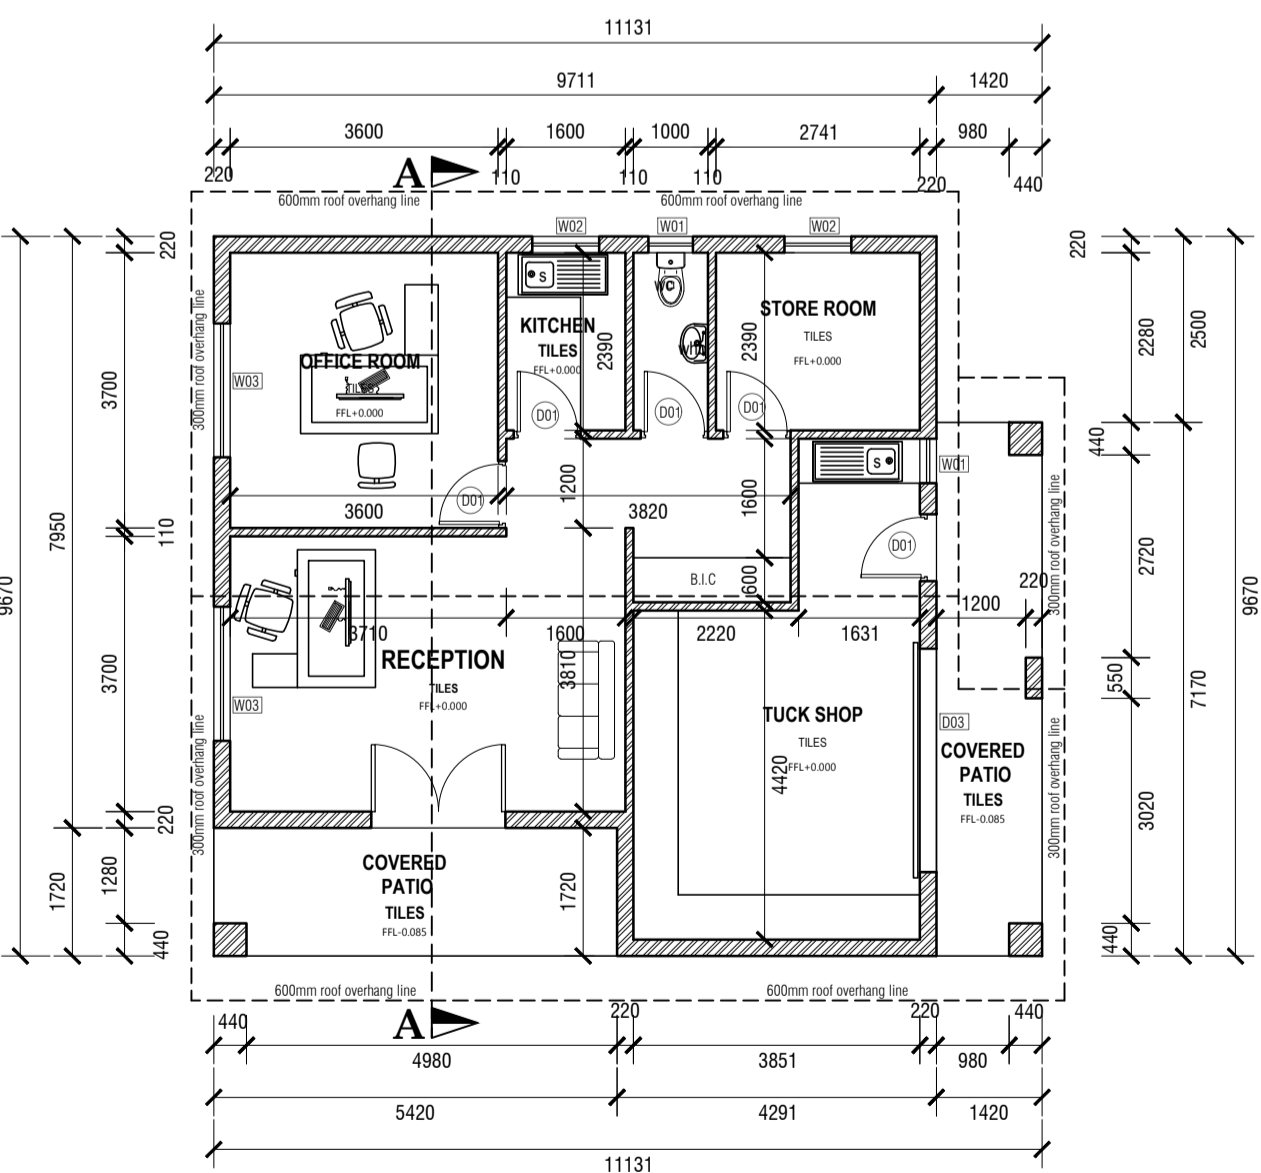 11131
9711
1420
3600
1600
1000
2741
980
220
A
110
110
110
220
440
600mm roof overhang line
600mm roof overhang line
W02
W01
W02
220
220
300mm roof overhang line
S
WC
KITCHEN
TILES
FFL+0.000
2390
STORE ROOM
TILES
FFL+0.000
2390
2280
2500
OFFICE ROOM
TILES
FFL+0.000
W03
3700
D01
D01
D01
whb
440
S
W01
D01
3600
1200
3820
1600
7950
110
D01
300mm roof overhang line
2720
B.I.C
600
220
9670
9670
1200
3710
1600
2220
1631
RECEPTION
TILES
FFL+0.000
3810
3700
550
7170
W03
TUCK SHOP
TILES
FFL+0.000
4420
D03
COVERED
PATIO
TILES
FFL-0.085
300mm roof overhang line
300mm roof overhang line
220
3020
COVERED
PATIO
TILES
FFL-0.085
1280
1720
1720
440
440
600mm roof overhang line
600mm roof overhang line
A
440
220
220
440
4980
3851
980
5420
4291
1420
11131